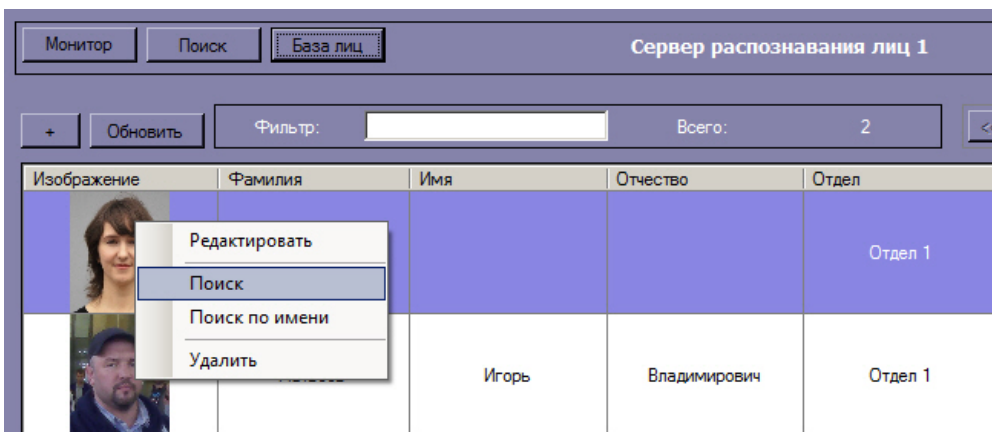 Монитор Поиск База лиц Сервер распознавания лиц 1
+ Обновить Фильтр: Всего: 2 <
Изображение Фамилия Имя Отчество Отдел
Редактировать
Отдел 1
Поиск
Поиск по имени
Удалить
Игорь Владимирович Отдел 1